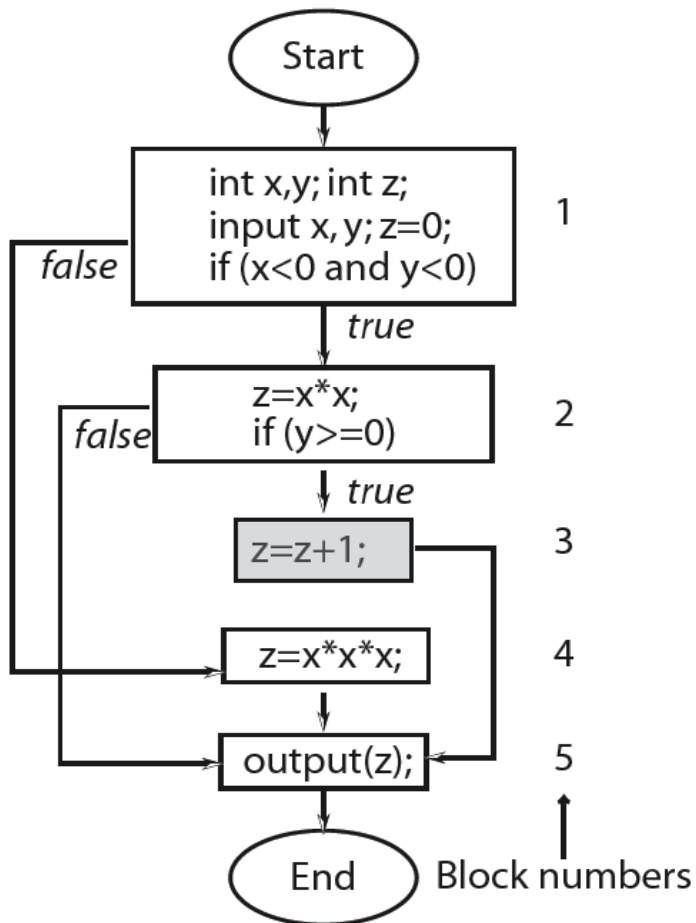 Start
int x,y; int z;
input x, y; z=0;
if (x<0 and y<0)
1
false
true
z=x*x;
if (y>=0)
2
false
true
z=z+1;
3
z=x*x*x;
4
output(z);
5
End
Block numbers